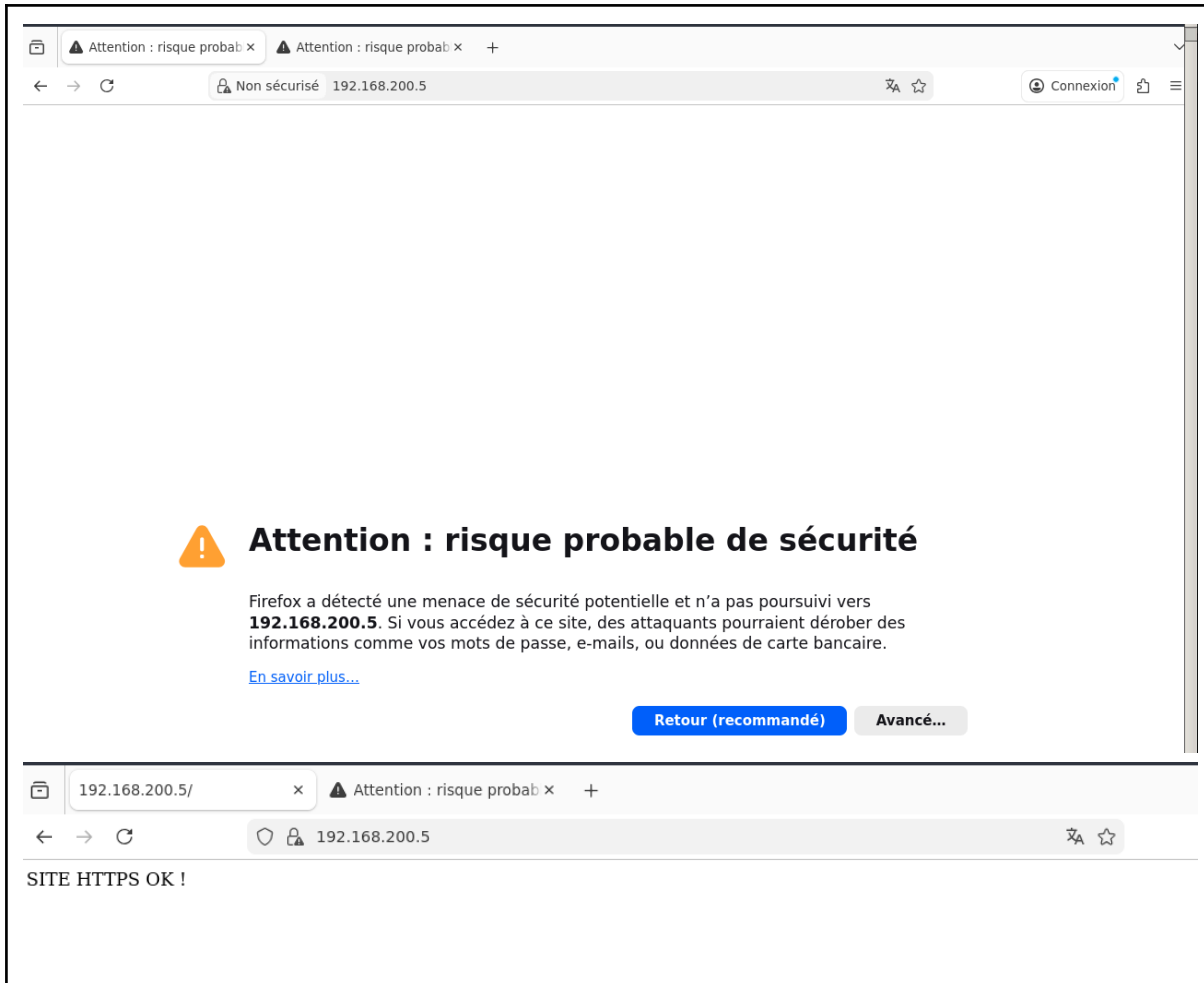 Attention : risque probab
Attention : risque probab
Non sécurisé 192.168.200.5
Connexion
Attention : risque probable de sécurité
Firefox a détecté une menace de sécurité potentielle et n’a pas poursuivi vers
192.168.200.5. Si vous accédez à ce site, des attaquants pourraient dérober des
informations comme vos mots de passe, e-mails, ou données de carte bancaire.
En savoir plus…
Retour (recommandé)
Avancé…
192.168.200.5/
Attention : risque probab
192.168.200.5
SITE HTTPS OK !